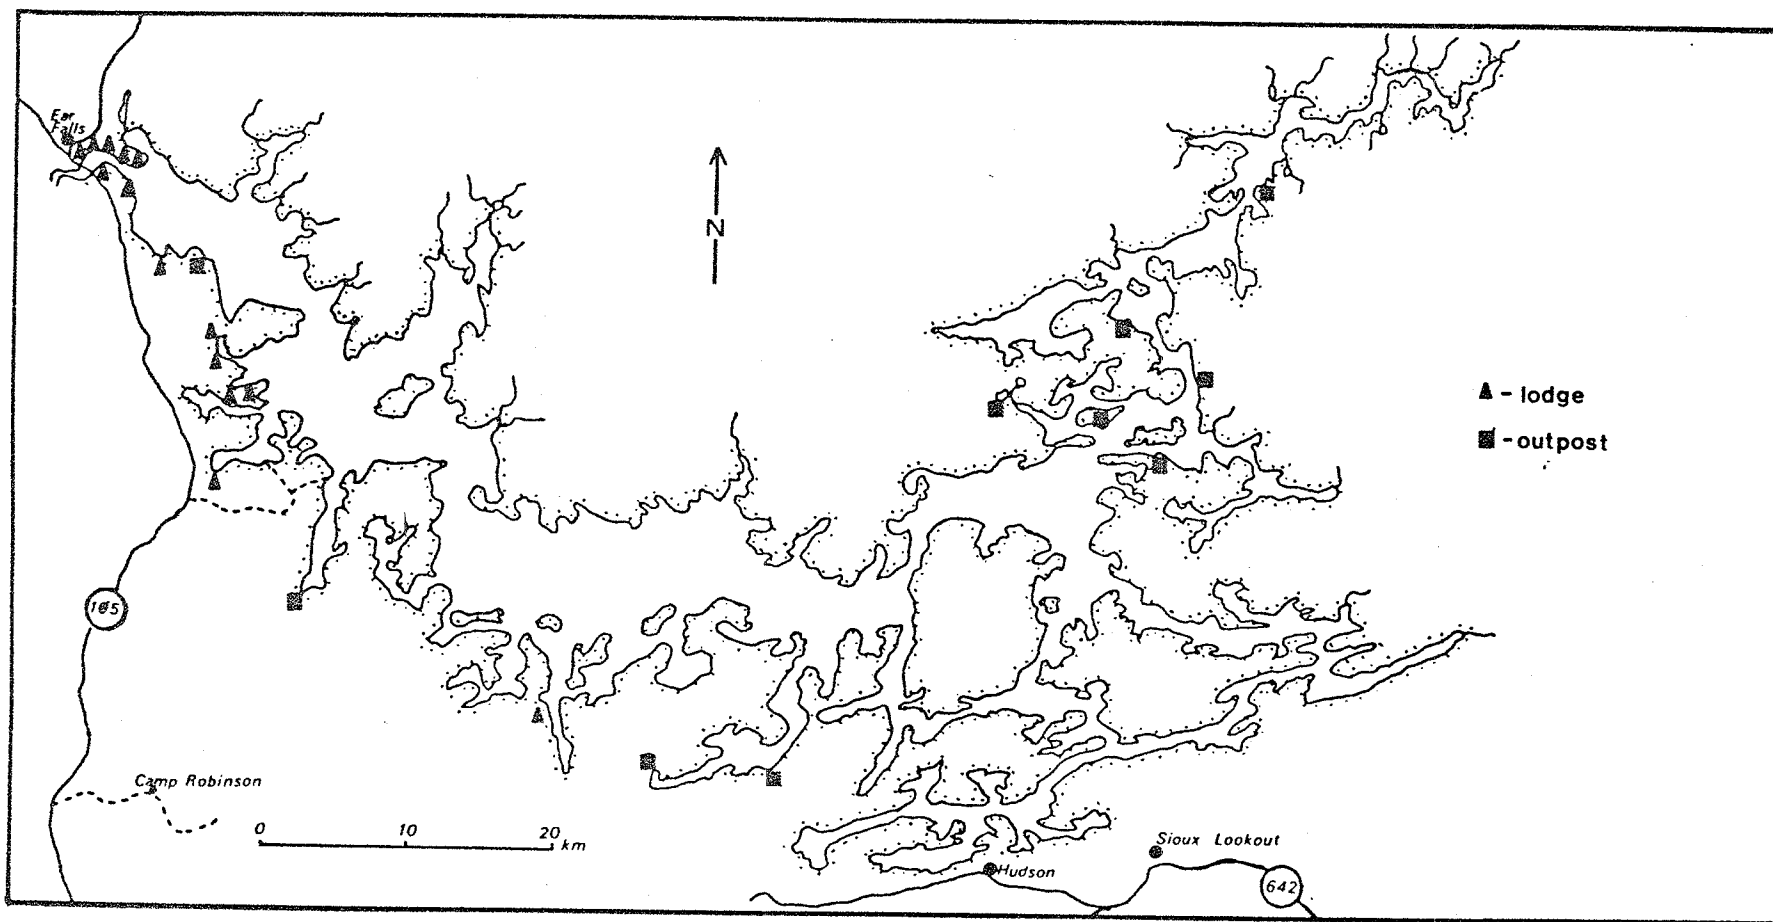 Ear
Falls
N
- lodge
- outpost
105
Camp Robinson
0 10 20
km
Sioux Lookout
Hudson
642